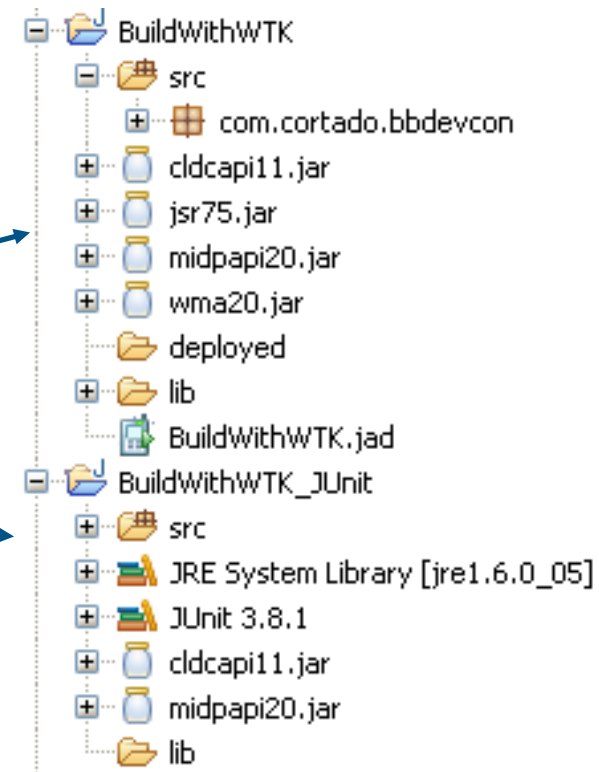 BuildWithWTK
src
com.cortado.bbdevcon
cldcapi11.jar
jsr75.jar
midpapi20.jar
wma20.jar
deployed
lib
BuildWithWTK.jad
BuildWithWTK_JUnit
src
JRE System Library [jre1.6.0_05]
JUnit 3.8.1
cldcapi11.jar
midpapi20.jar
lib